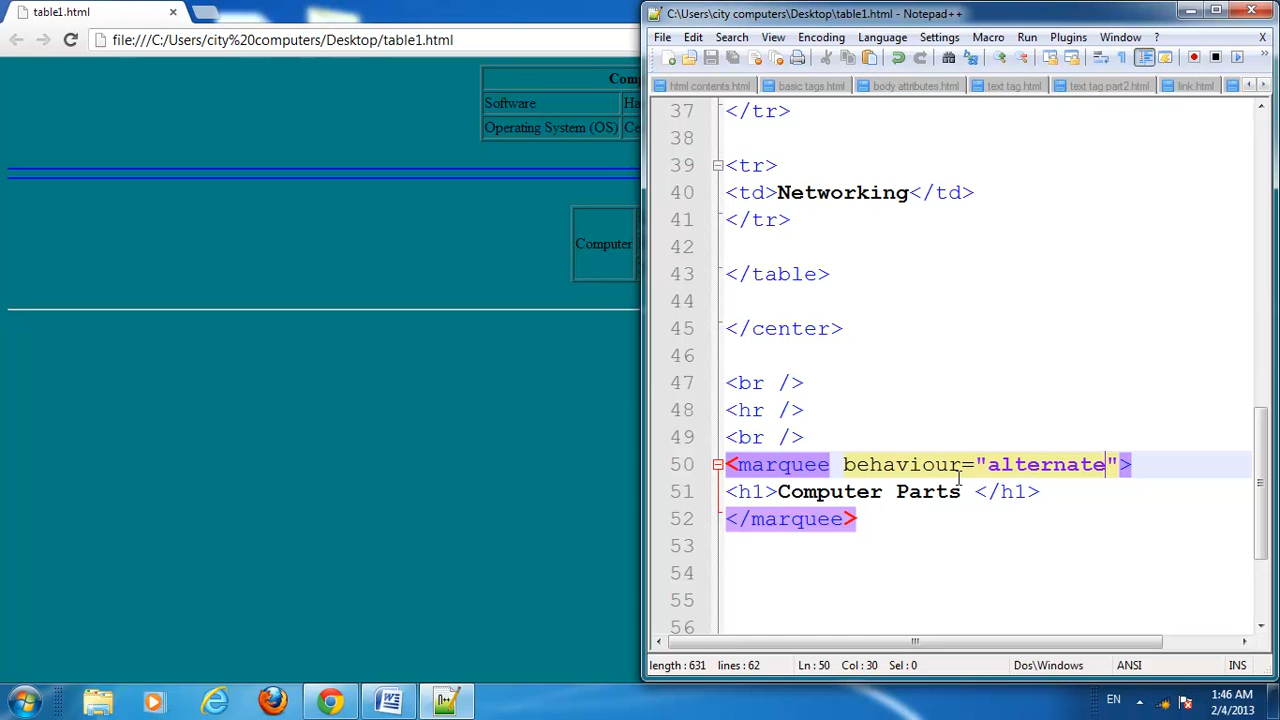 table1.html
file:///C:/Users/city%20computers/Desktop/table1.html
Software
Operating System (OS)
Computer
C:\Users\city computers\Desktop\table1.html - Notepad++
File Edit Search View Encoding Language Settings Macro Run Plugins Window ? X
html contents.html basic tags.html body attributes.html text tag.html text tag part2.html link.html
37 </tr>
38
39 <tr>
40 <td>Networking</td>
41 </tr>
42
43 </table>
44
45 </center>
46
47 <br />
48 <hr />
49 <br />
50 <marquee behaviour="alternate">
51 <h1>Computer Parts </h1>
52 </marquee>
53
54
55
56
length : 631 lines : 62 Ln : 50 Col : 30 Sel : 0 Dos\Windows ANSI INS
EN 1:46 AM
2/4/2013